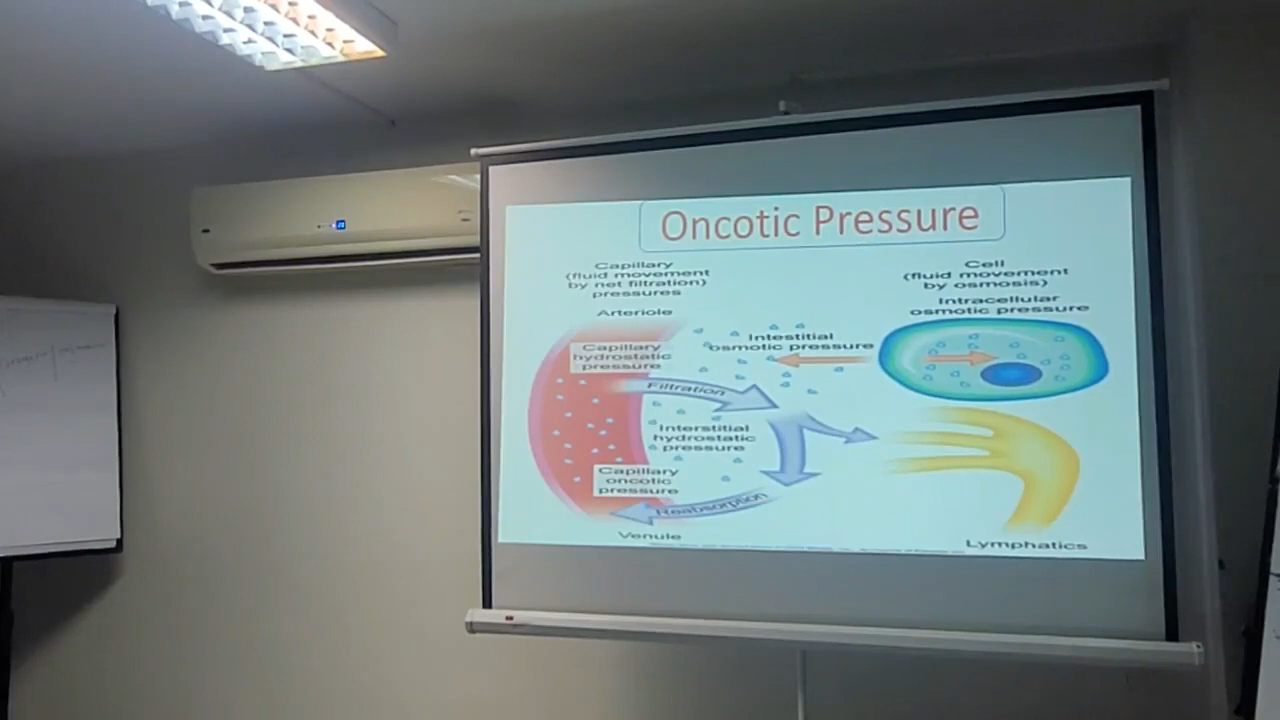 Oncotic Pressure
Capillary
(fluid movement
by net filtration)
pressures
Arteriole
Capillary
hydrostatic
pressure
Filtration
Interstitial
hydrostatic
pressure
Capillary
oncotic
pressure
Reabsorption
Venule
Intestitial
osmotic pressure
Cell
(fluid movement
by osmosis)
Intracellular
osmotic pressure
Lymphatics